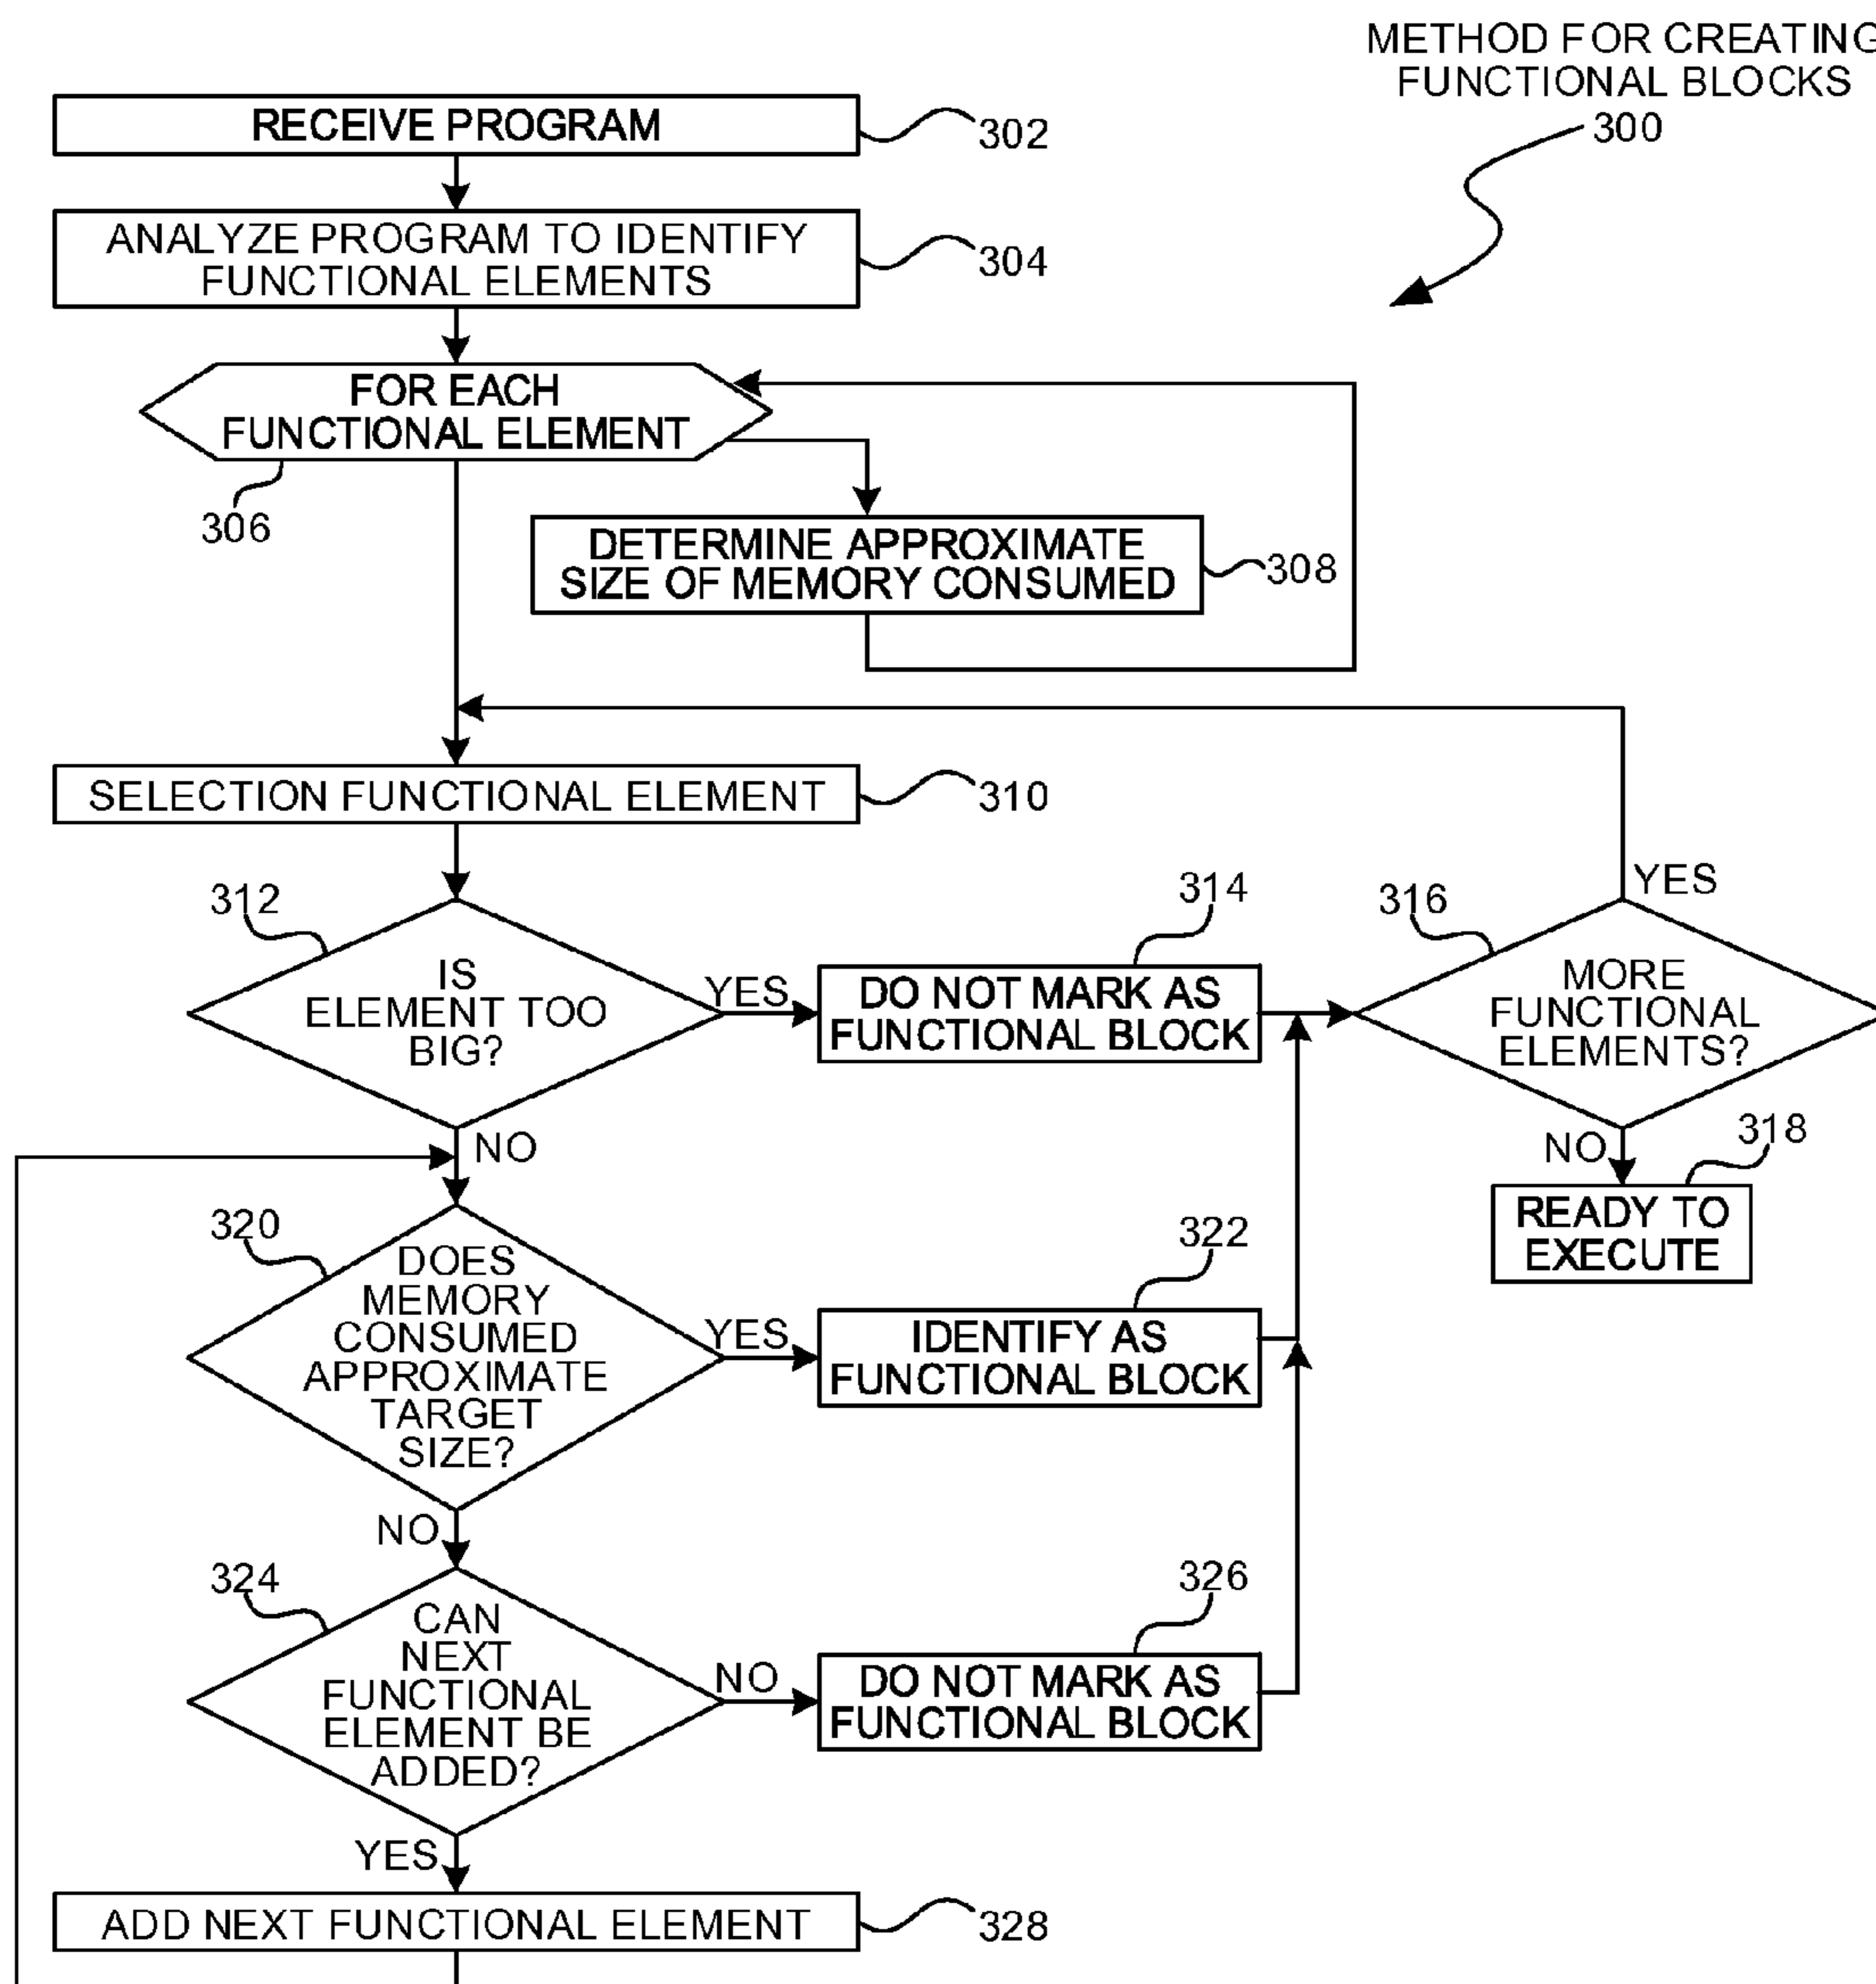 METHOD FOR CREATING
FUNCTIONAL BLOCKS
300
RECEIVE PROGRAM
302
ANALYZE PROGRAM TO IDENTIFY
FUNCTIONAL ELEMENTS
304
FOR EACH
FUNCTIONAL ELEMENT
306
DETERMINE APPROXIMATE
SIZE OF MEMORY CONSUMED
308
SELECTION FUNCTIONAL ELEMENT
310
312
IS
ELEMENT TOO
BIG?
YES
NO
314
DO NOT MARK AS
FUNCTIONAL BLOCK
316
MORE
FUNCTIONAL
ELEMENTS?
YES
NO
318
READY TO
EXECUTE
320
DOES
MEMORY
CONSUMED
APPROXIMATE
TARGET
SIZE?
YES
NO
322
IDENTIFY AS
FUNCTIONAL BLOCK
324
CAN
NEXT
FUNCTIONAL
ELEMENT BE
ADDED?
NO
YES
326
DO NOT MARK AS
FUNCTIONAL BLOCK
ADD NEXT FUNCTIONAL ELEMENT
328